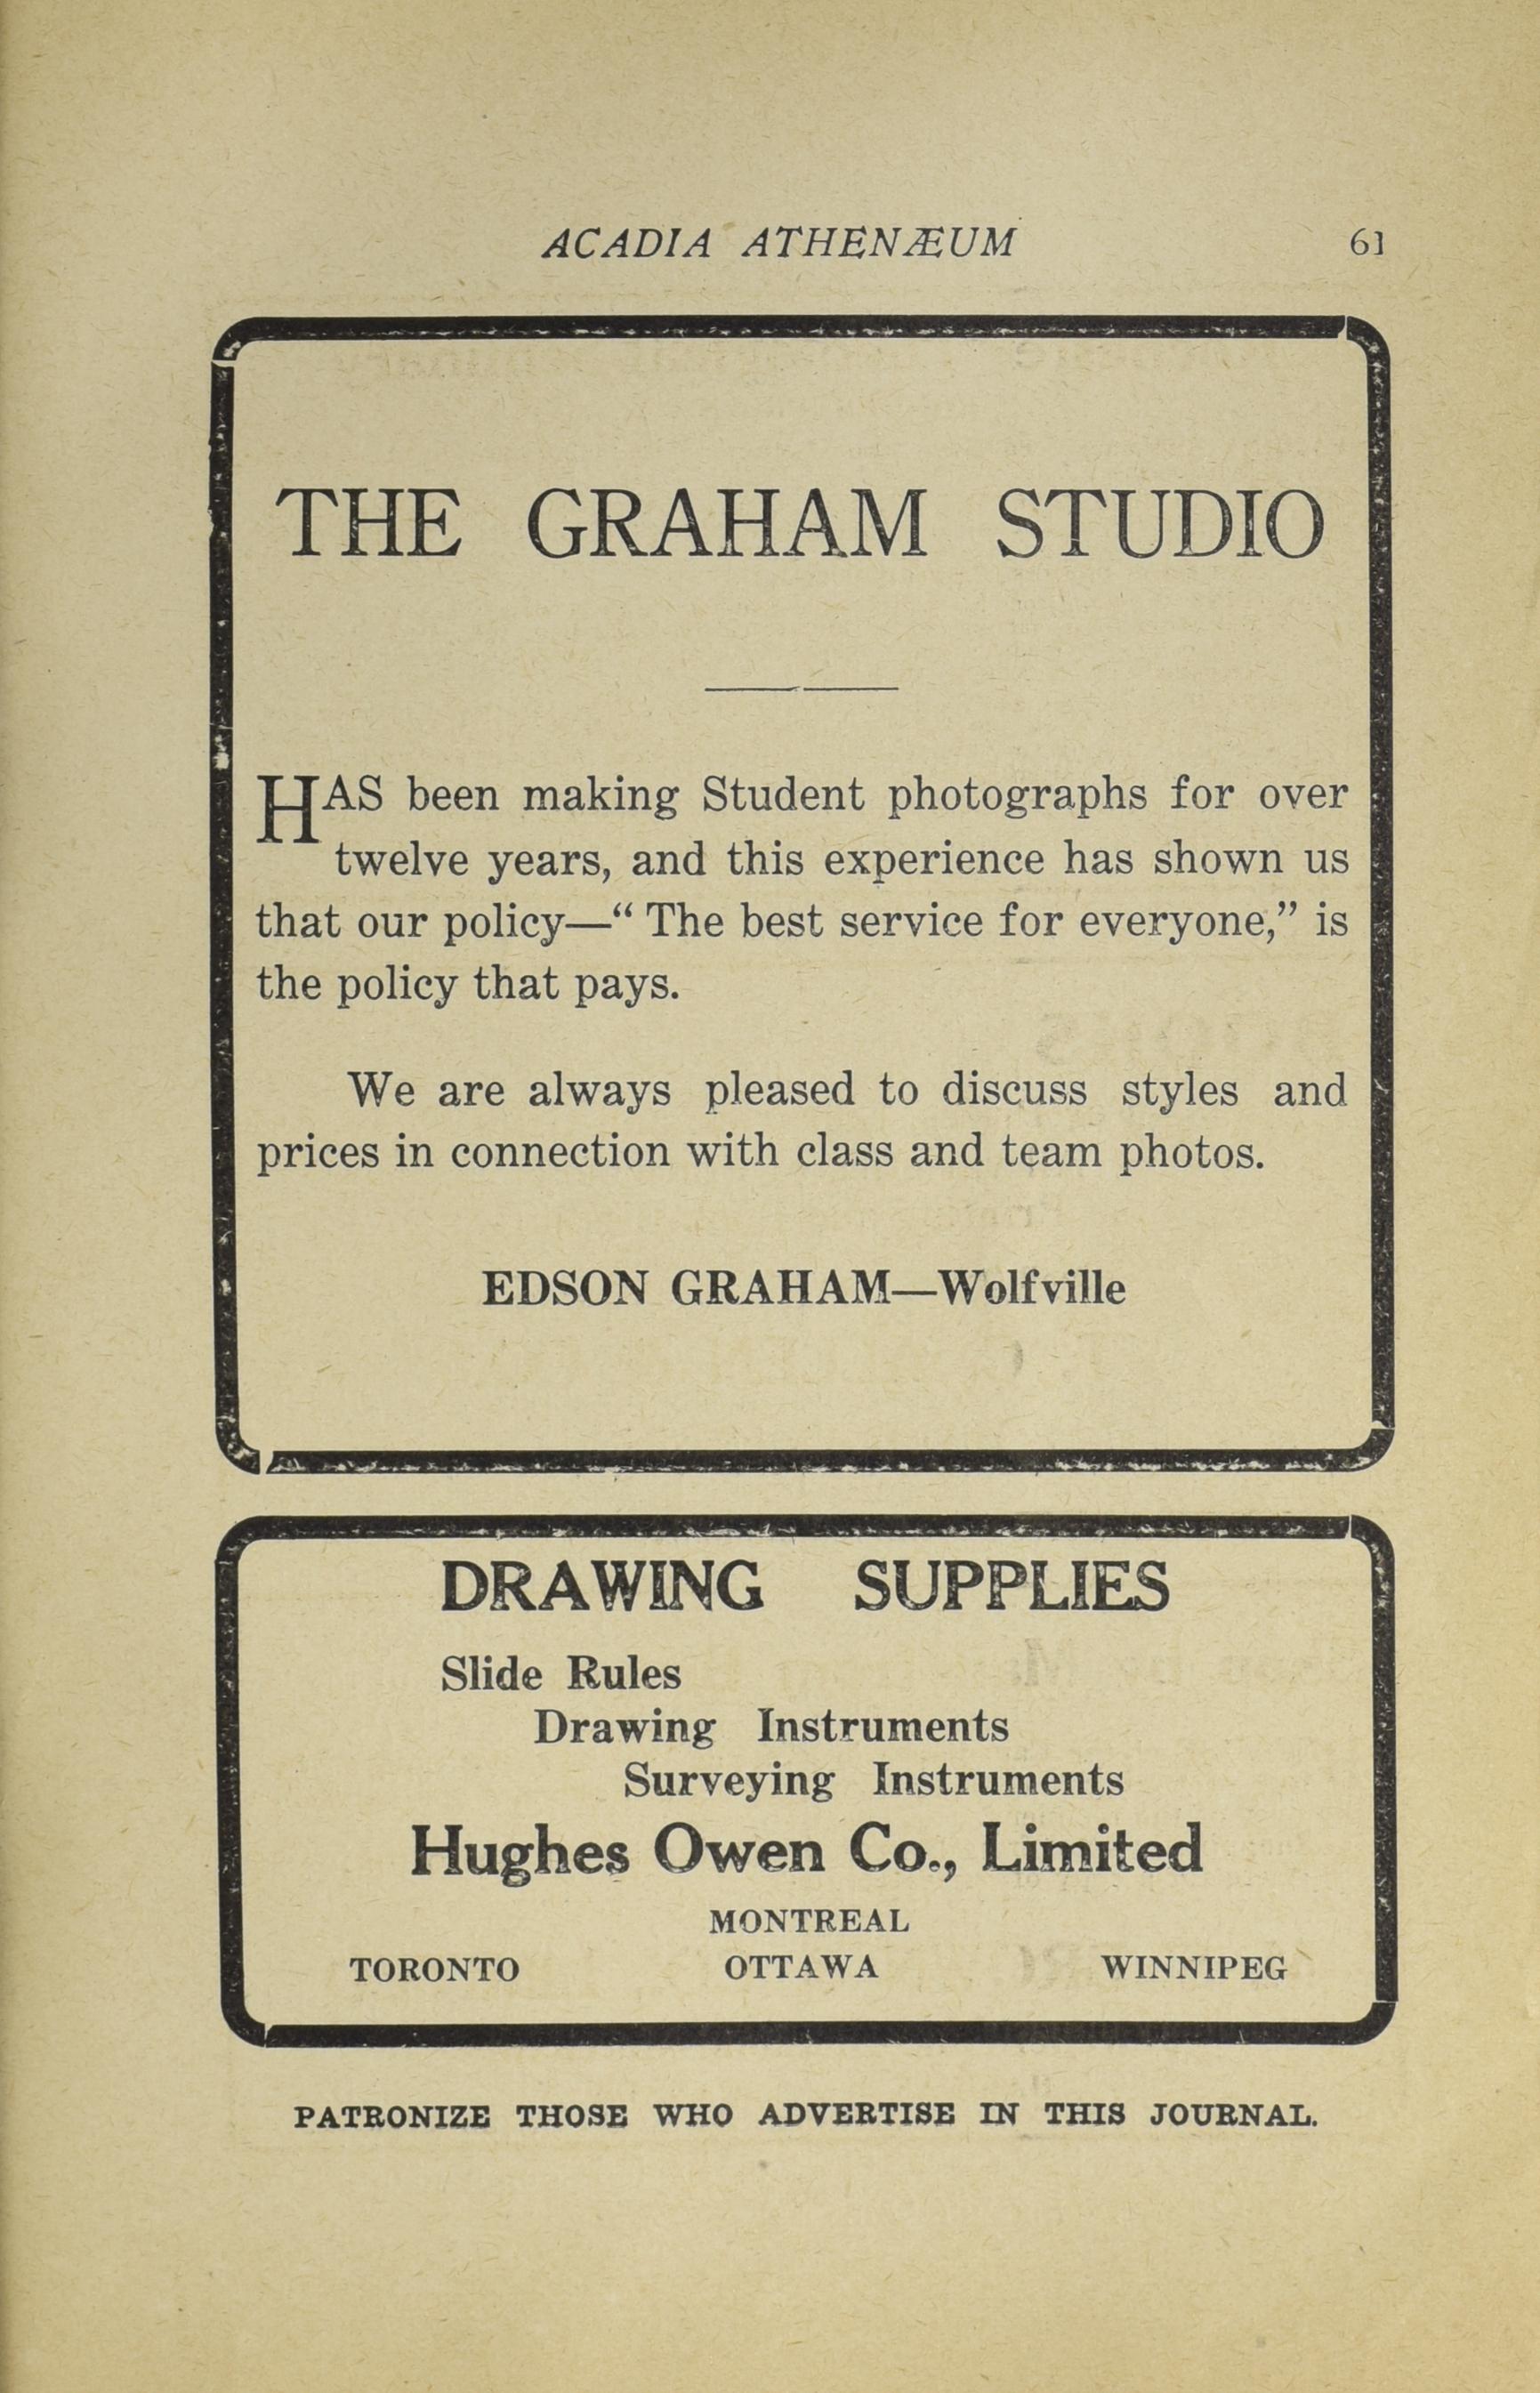 ACADIA ATHENÆUM 61
THE GRAHAM STUDIO
HAS been making Student photographs for over
twelve years, and this experience has shown us
that our policy—“ The best service for everyone,” is
the policy that pays.
We are always pleased to discuss styles and
prices in connection with class and team photos.
EDSON GRAHAM—Wolfville
DRAWING SUPPLIES
Slide Rules
Drawing Instruments
Surveying Instruments
Hughes Owen Co., Limited
MONTREAL
TORONTO OTTAWA WINNIPEG
PATRONIZE THOSE WHO ADVERTISE IN THIS JOURNAL.